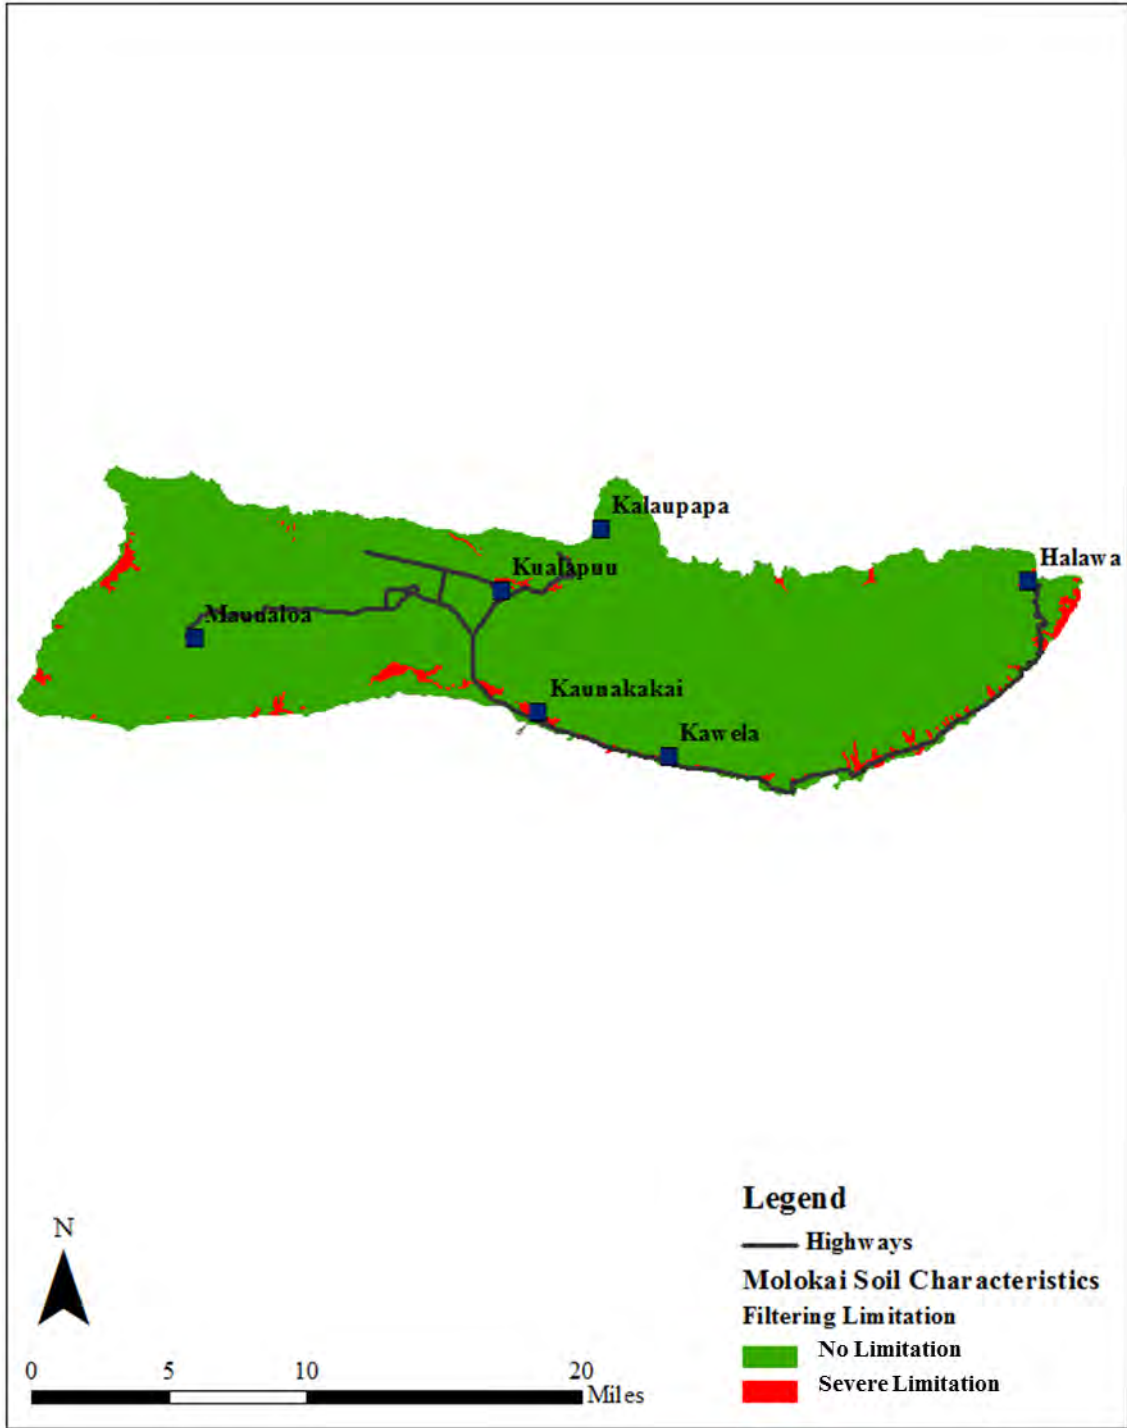 Kalaupapa
Halawa
Kualapuu
Maunaloa
Kaunakakai
Kawela
Legend
Highways
Molokai Soil Characteristics
Filtering Limitation
No Limitation
Severe Limitation
N
0 5 10 20
Miles